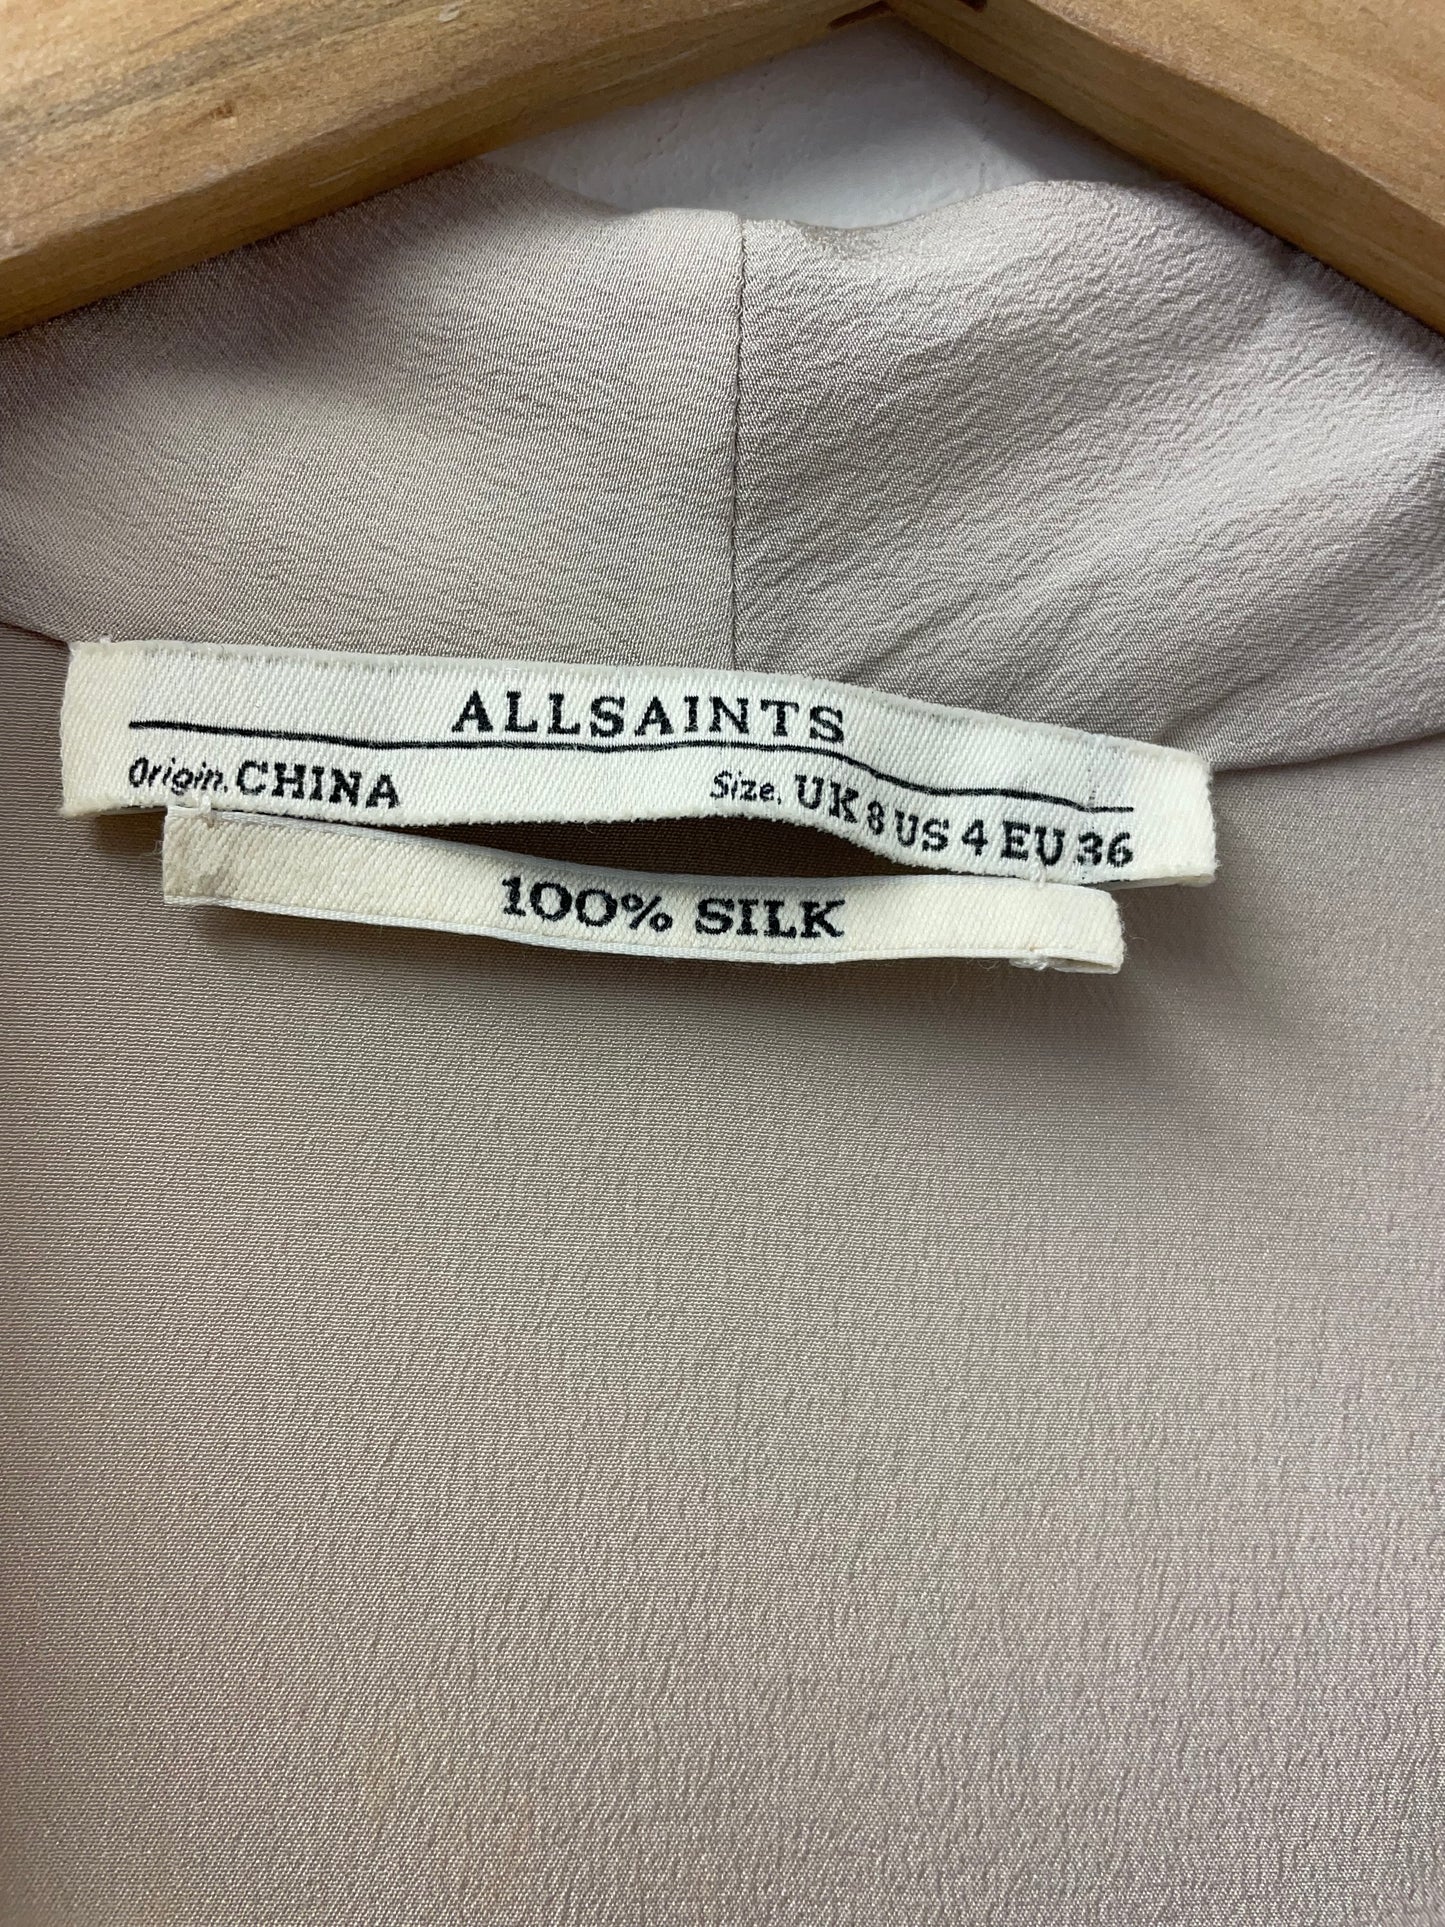 ALLSAINTS
Origin. CHINA Size. UK 8 US 4 EU 36
100% SILK